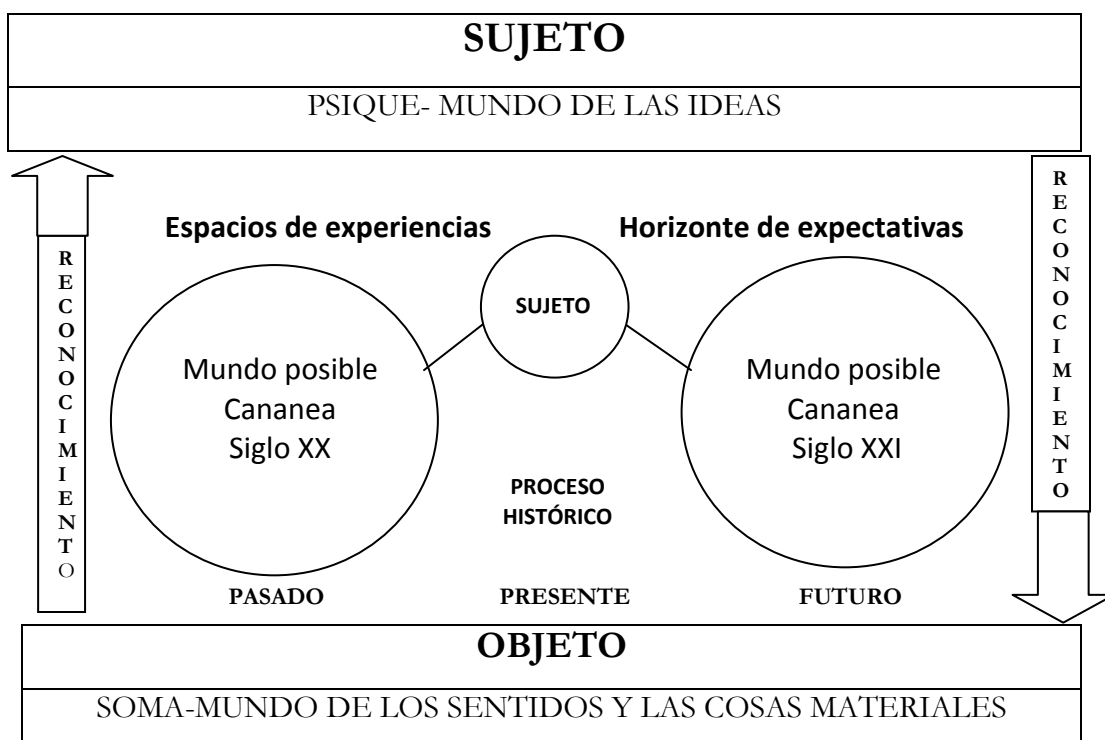 SUJETO
PSIQUE- MUNDO DE LAS IDEAS
RECONOCIMIENTO
Espacios de experiencias
Horizonte de expectativas
SUJETO
Mundo posible
Cananea
Siglo XX
Mundo posible
Cananea
Siglo XXI
PROCESO
HISTÓRICO
PASADO
PRESENTE
FUTURO
RECONOCIMIENTO
OBJETO
SOMA-MUNDO DE LOS SENTIDOS Y LAS COSAS MATERIALES